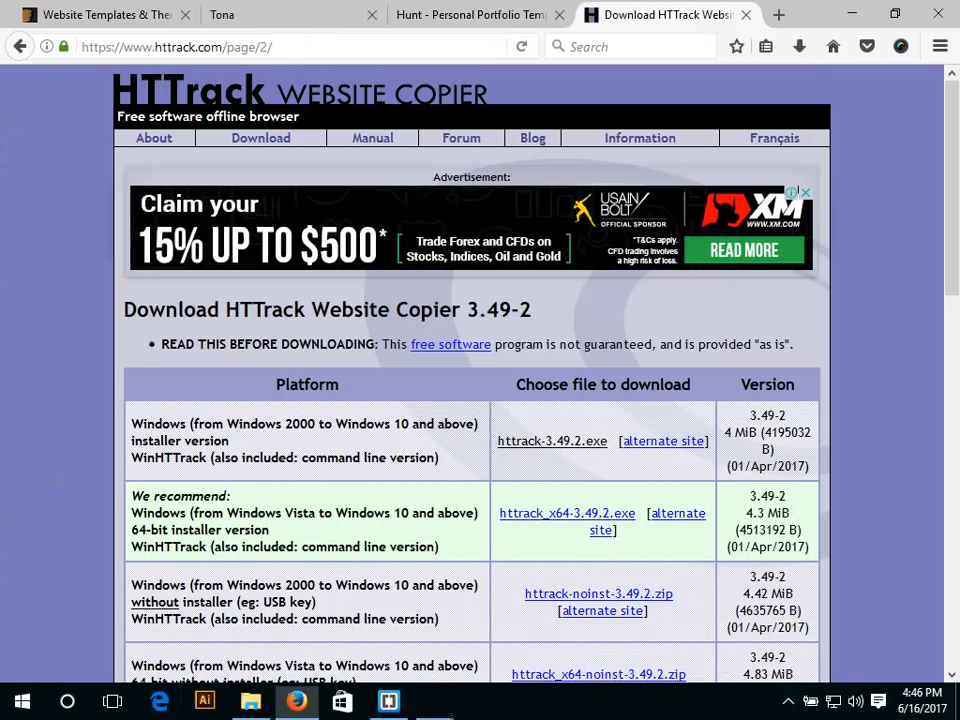 Website Templates & The
Tona
Hunt - Personal Portfolio Temp
Download HTTrack Websi
https://www.httrack.com/page/2/
Search
HTTrack WEBSITE COPIER
Free software offline browser
About
Download
Manual
Forum
Blog
Information
Français
Advertisement:
Claim your
15% UP TO $500*
Trade Forex and CFDs on
Stocks, Indices, Oil and Gold
USAIN
BOLT
OFFICIAL SPONSOR
*T&Cs apply.
CFD trading involves
a high risk of loss.
XM
WWW.XM.COM
READ MORE
Download HTTrack Website Copier 3.49-2
• READ THIS BEFORE DOWNLOADING: This free software program is not guaranteed, and is provided "as is".
Platform
Choose file to download
Version
Windows (from Windows 2000 to Windows 10 and above)
installer version
WinHTTrack (also included: command line version)
httrack-3.49.2.exe [alternate site]
3.49-2
4 MiB (4195032
B)
(01/Apr/2017)
We recommend:
Windows (from Windows Vista to Windows 10 and above)
64-bit installer version
WinHTTrack (also included: command line version)
httrack_x64-3.49.2.exe [alternate
site]
3.49-2
4.3 MiB
(4513192 B)
(01/Apr/2017)
Windows (from Windows 2000 to Windows 10 and above)
without installer (eg: USB key)
WinHTTrack (also included: command line version)
httrack-noinst-3.49.2.zip
[alternate site]
3.49-2
4.42 MiB
(4635765 B)
(01/Apr/2017)
Windows (from Windows Vista to Windows 10 and above)
64-bit without installer (eg: USB key)
httrack_x64-noinst-3.49.2.zip
3.49-2
4.83 MiB
Ai
4:46 PM
6/16/2017